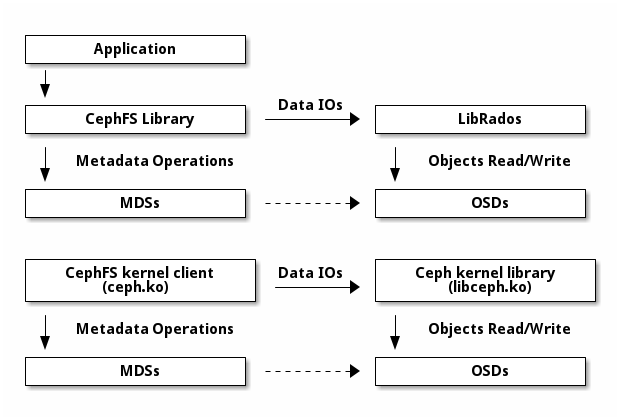 Application
Data IOs
CephFS Library
LibRados
Metadata Operations
Objects Read/Write
MDSs
OSDs
CephFS kernel client
(ceph.ko)
Data IOs
Ceph kernel library
(libceph.ko)
Metadata Operations
Objects Read/Write
MDSs
OSDs